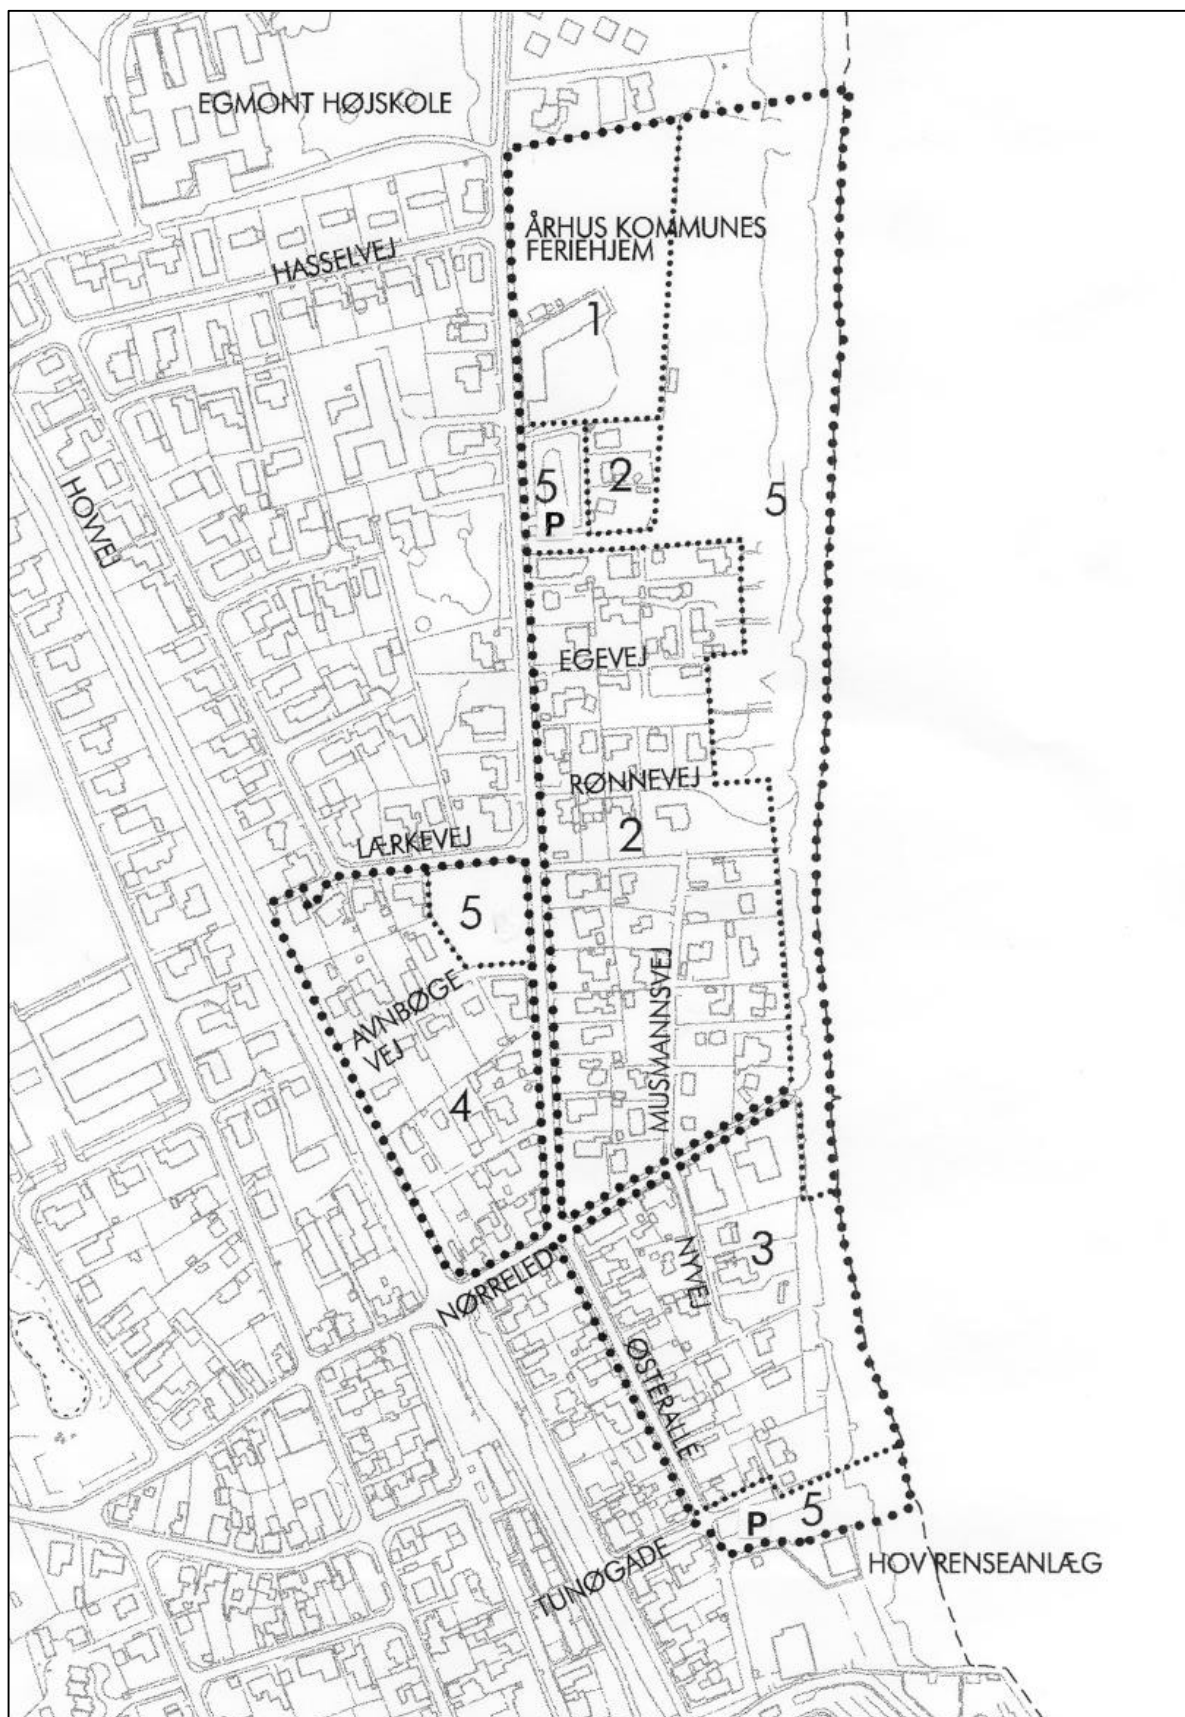 EGMONT HØJSKOLE
ÅRHUS KOMMUNES
FERIEHJEM
HASSELVEJ
1
HOVVEJ
5
P
2
5
EGEVEJ
RØNNEVEJ
2
LÆRKEVEJ
5
AVNBØGE
VEJ
MUSMANNSVEJ
4
NYVEJ
3
NØRRELED
ØSTERALLE
5
P
TUNØGADE
HOV RENSEANLÆG